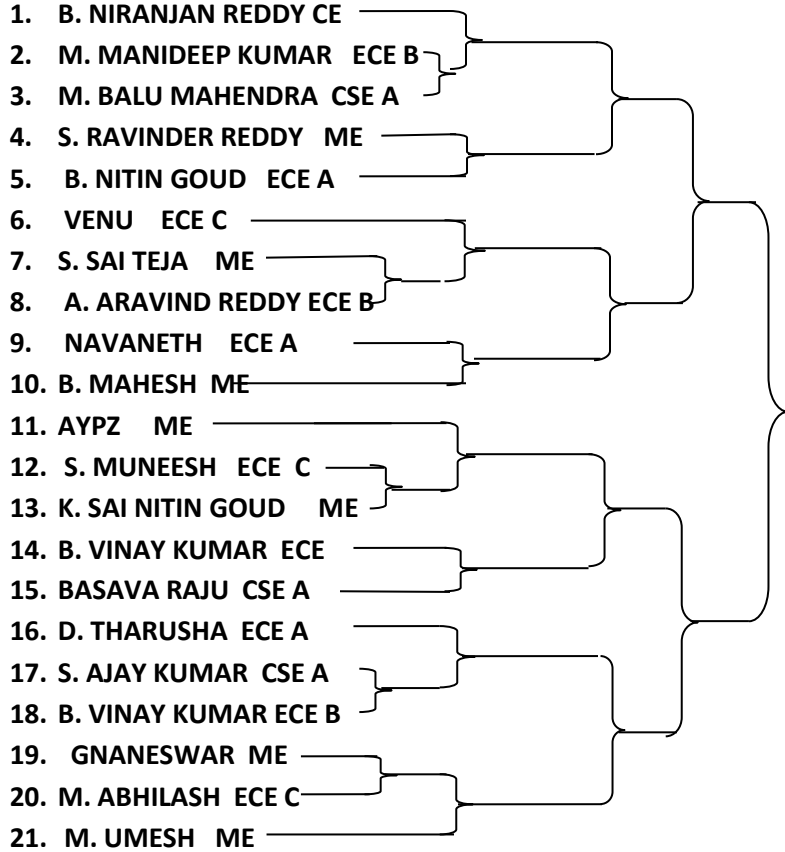 1. B. NIRANJAN REDDY CE
2. M. MANIDEEP KUMAR ECE B
3. M. BALU MAHENDRA CSE A
4. S. RAVINDER REDDY ME
5. B. NITIN GOUD ECE A
6. VENU ECE C
7. S. SAI TEJA ME
8. A. ARAVIND REDDY ECE B
9. NAVANETH ECE A
10. B. MAHESH ME
11. AYPZ ME
12. S. MUNEESH ECE C
13. K. SAI NITIN GOUD ME
14. B. VINAY KUMAR ECE
15. BASAVA RAJU CSE A
16. D. THARUSHA ECE A
17. S. AJAY KUMAR CSE A
18. B. VINAY KUMAR ECE B
19. GNANESWAR ME
20. M. ABHILASH ECE C
21. M. UMESH ME